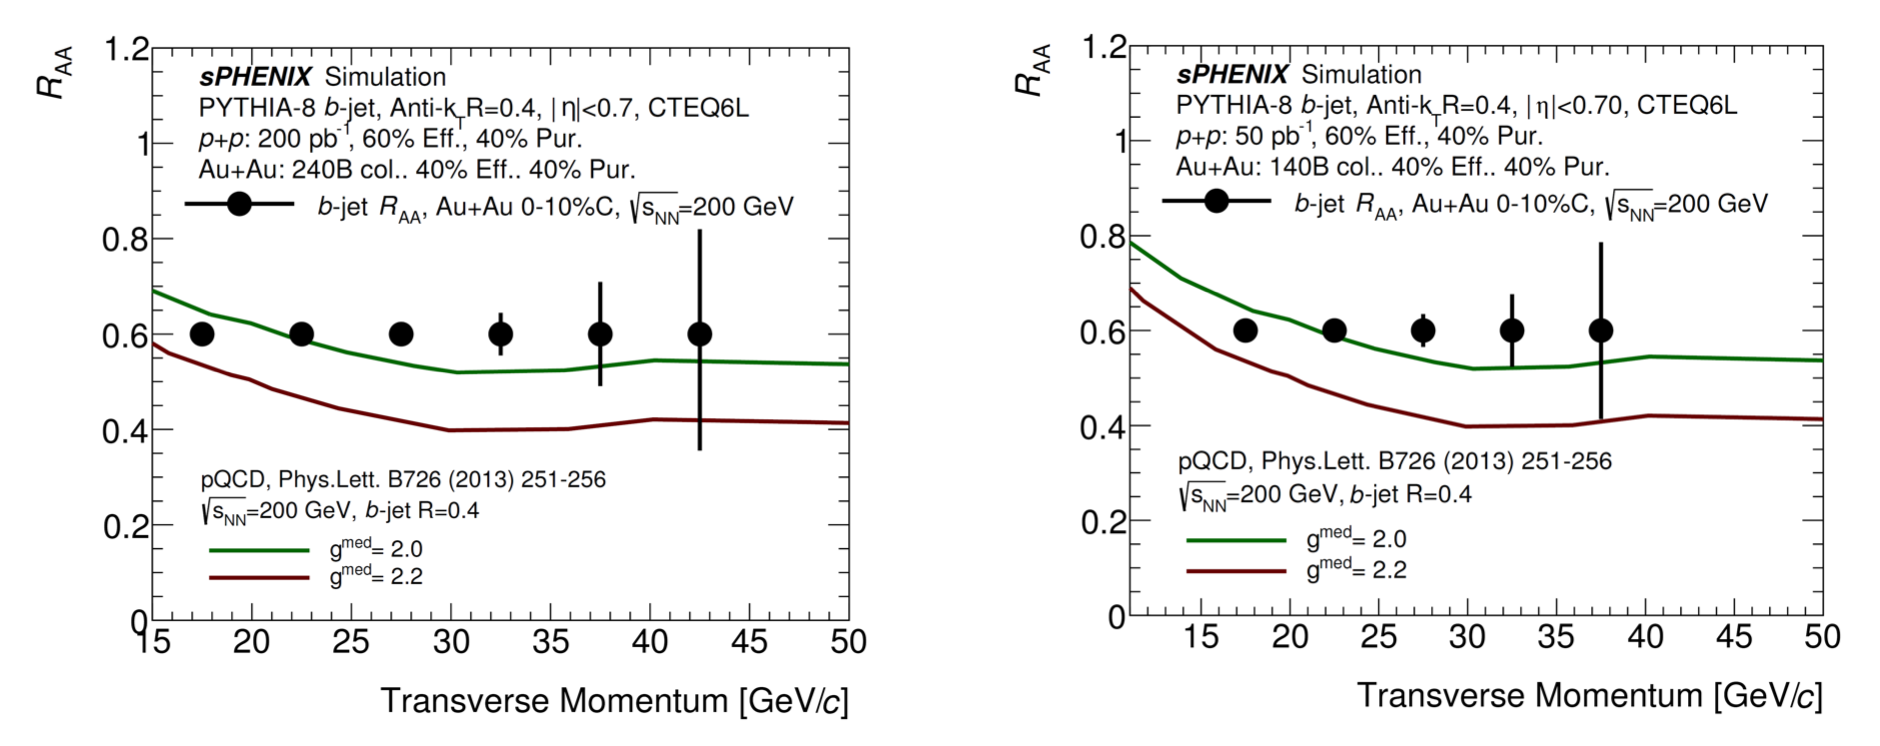 R_AA
1.2
1
0.8
0.6
0.4
0.2
0
sPHENIX Simulation
PYTHIA-8 b-jet, Anti-k_T R=0.4, |η|<0.7, CTEQ6L
p+p: 200 pb^-1, 60% Eff., 40% Pur.
Au+Au: 240B col.. 40% Eff.. 40% Pur.
b-jet R_AA, Au+Au 0-10%C, √s_NN=200 GeV
pQCD, Phys.Lett. B726 (2013) 251-256
√s_NN=200 GeV, b-jet R=0.4
g^med= 2.0
g^med= 2.2
15 20 25 30 35 40 45 50
Transverse Momentum [GeV/c]
R_AA
1.2
1
0.8
0.6
0.4
0.2
0
sPHENIX Simulation
PYTHIA-8 b-jet, Anti-k_T R=0.4, |η|<0.70, CTEQ6L
p+p: 50 pb^-1, 60% Eff., 40% Pur.
Au+Au: 140B col.. 40% Eff.. 40% Pur.
b-jet R_AA, Au+Au 0-10%C, √s_NN=200 GeV
pQCD, Phys.Lett. B726 (2013) 251-256
√s_NN=200 GeV, b-jet R=0.4
g^med= 2.0
g^med= 2.2
15 20 25 30 35 40 45 50
Transverse Momentum [GeV/c]